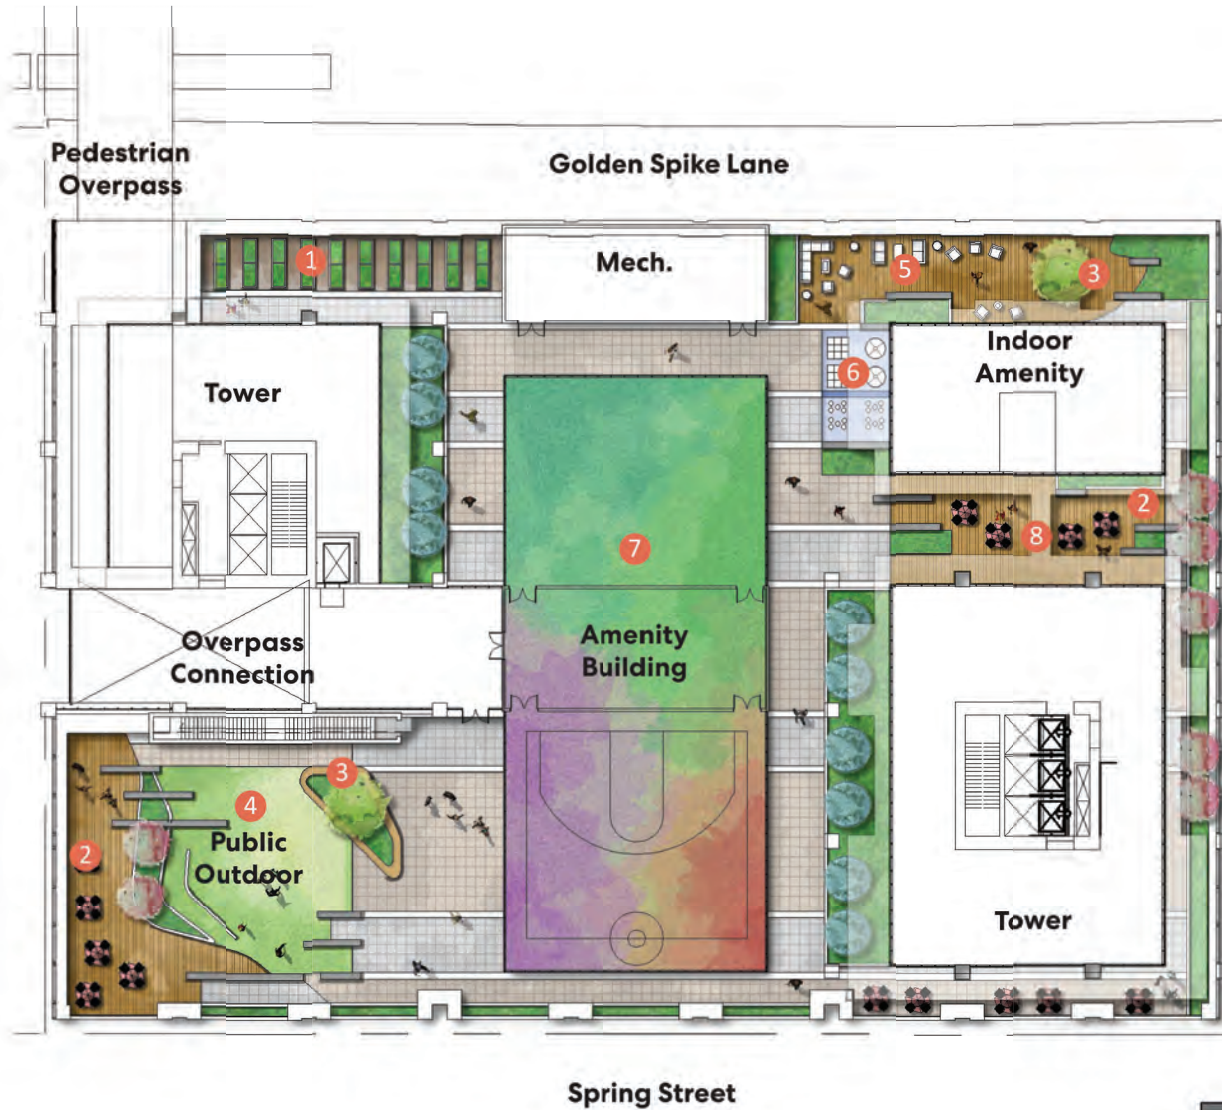 Pedestrian
Overpass
Golden Spike Lane
Mech.
1
5
3
Indoor
Amenity
6
Tower
2
8
7
Amenity
Building
Overpass
Connection
3
4
Public
Outdoor
2
Tower
Spring Street